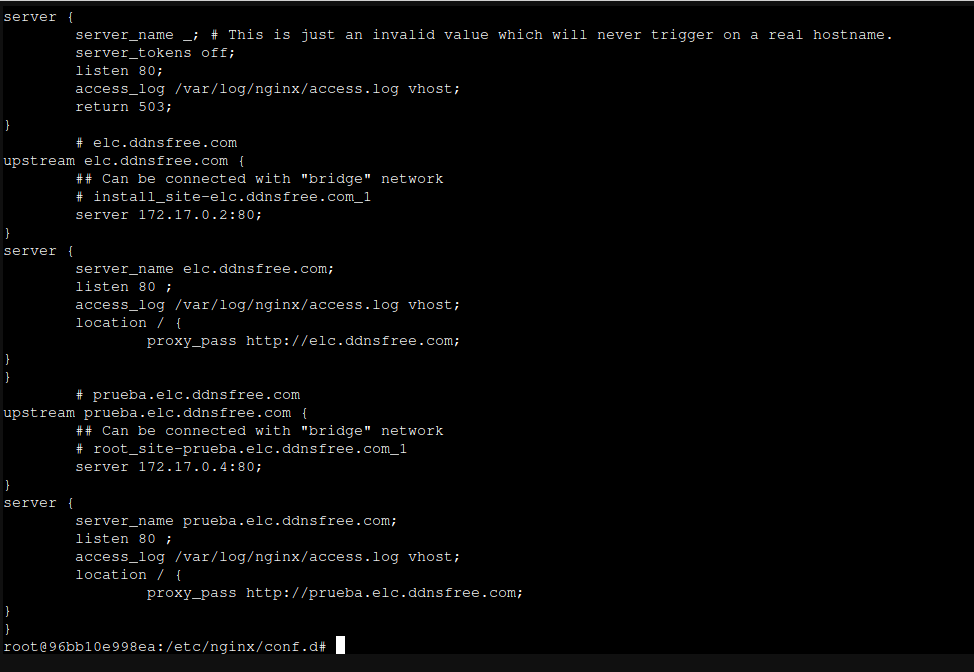 server {
        server_name _; # This is just an invalid value which will never trigger on a real hostname.
        server_tokens off;
        listen 80;
        access_log /var/log/nginx/access.log vhost;
        return 503;
}
        # elc.ddnsfree.com
upstream elc.ddnsfree.com {
        ## Can be connected with "bridge" network
        # install_site-elc.ddnsfree.com_1
        server 172.17.0.2:80;
}
server {
        server_name elc.ddnsfree.com;
        listen 80 ;
        access_log /var/log/nginx/access.log vhost;
        location / {
                proxy_pass http://elc.ddnsfree.com;
}
}
        # prueba.elc.ddnsfree.com
upstream prueba.elc.ddnsfree.com {
        ## Can be connected with "bridge" network
        # root_site-prueba.elc.ddnsfree.com_1
        server 172.17.0.4:80;
}
server {
        server_name prueba.elc.ddnsfree.com;
        listen 80 ;
        access_log /var/log/nginx/access.log vhost;
        location / {
                proxy_pass http://prueba.elc.ddnsfree.com;
}
}
root@96bb10e998ea:/etc/nginx/conf.d#